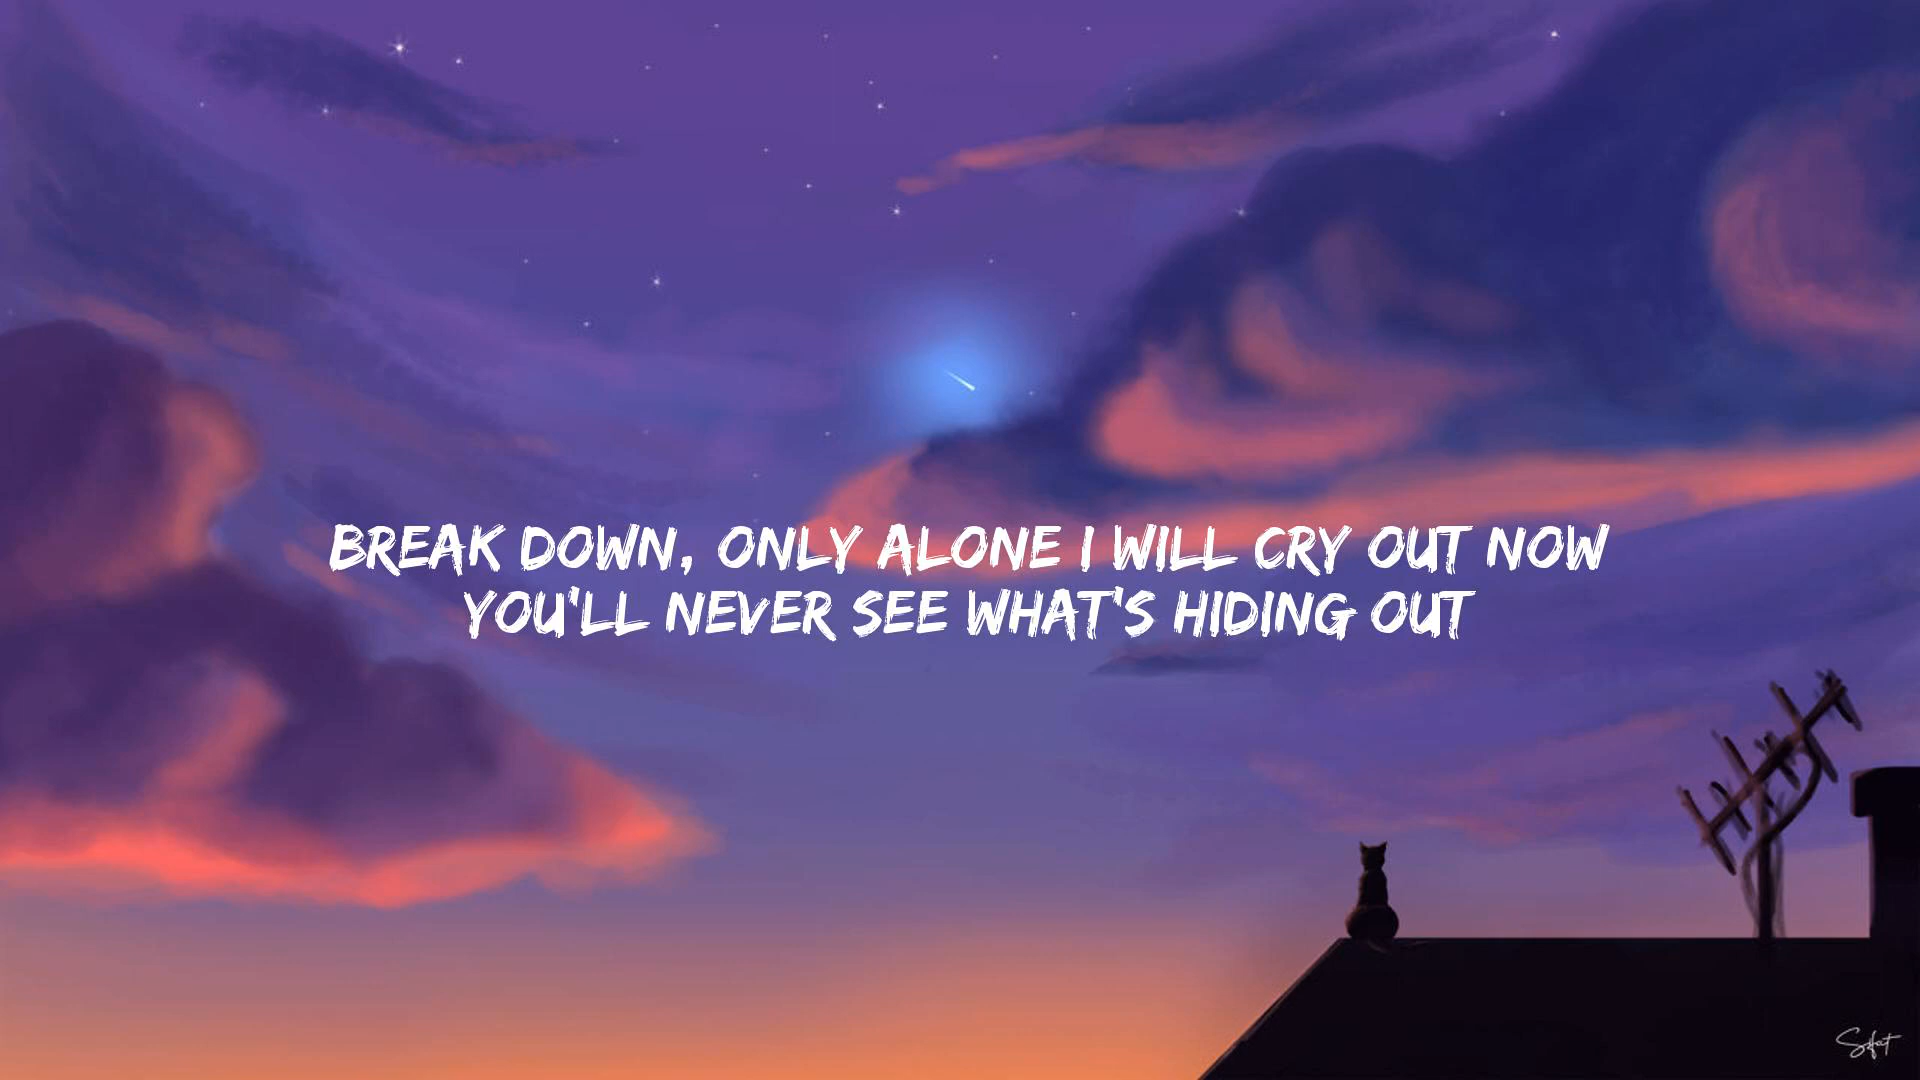 BREAK DOWN, ONLY ALONE I WILL CRY OUT NOW
YOU'LL NEVER SEE WHAT'S HIDING OUT